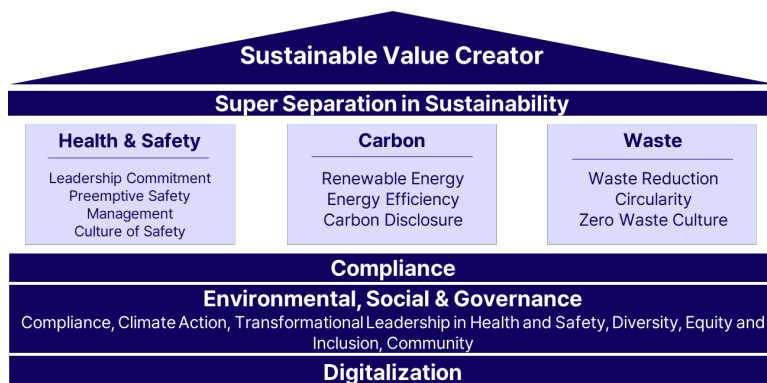 Sustainable Value Creator
Super Separation in Sustainability
Health & Safety
Leadership Commitment
Preemptive Safety
Management
Culture of Safety
Carbon
Renewable Energy
Energy Efficiency
Carbon Disclosure
Waste
Waste Reduction
Circularity
Zero Waste Culture
Compliance
Environmental, Social & Governance
Compliance, Climate Action, Transformational Leadership in Health and Safety, Diversity, Equity and
Inclusion, Community
Digitalization